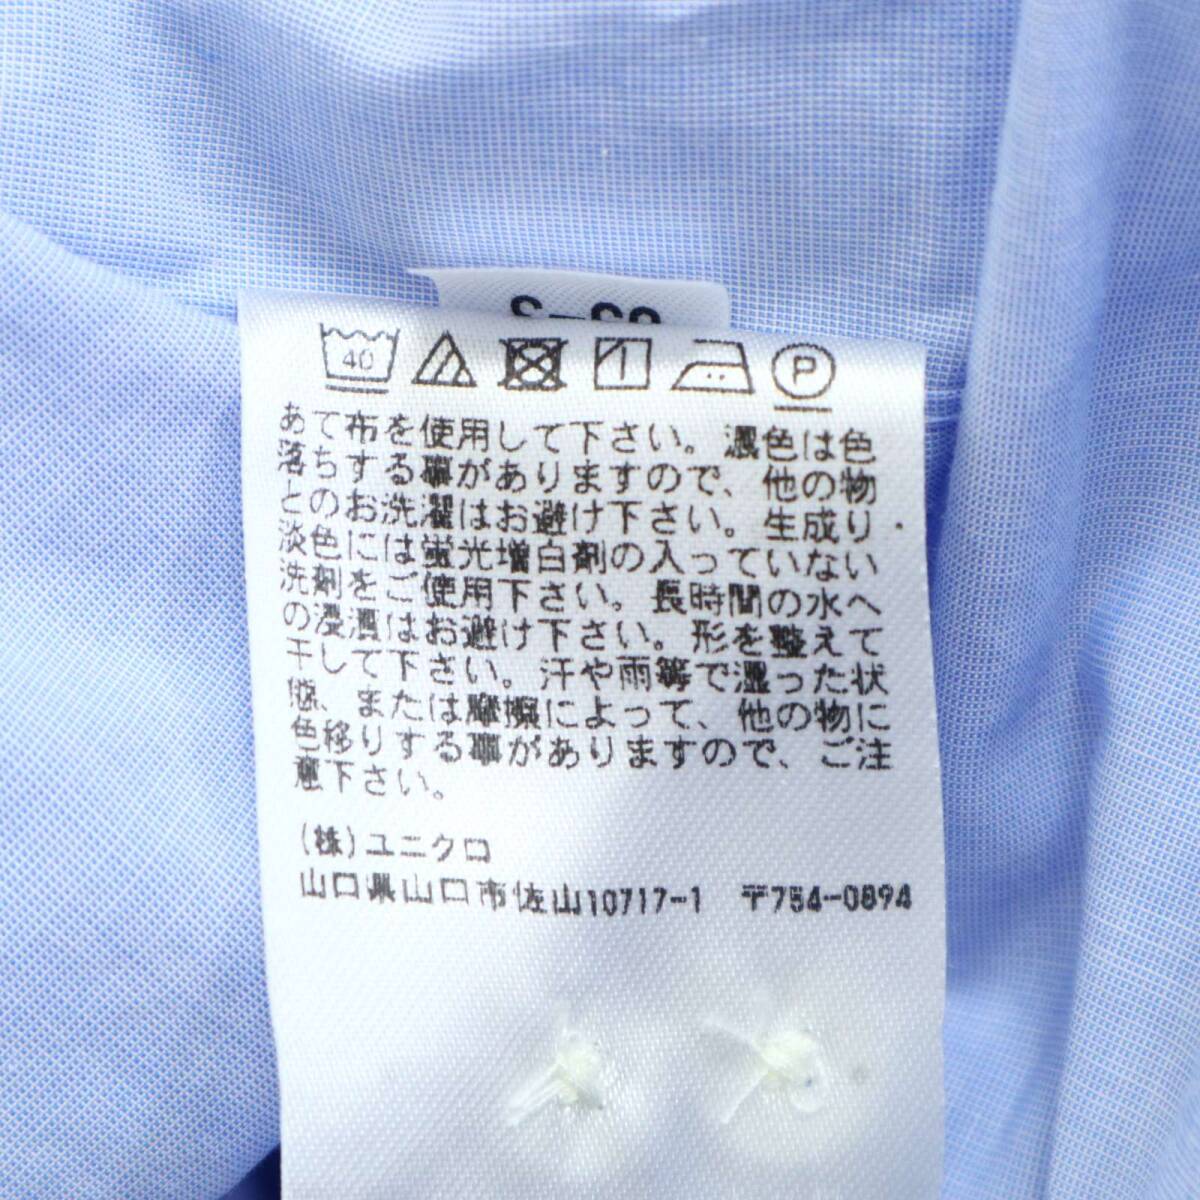 40
P
あて布を使用して下さい。濃色は色
落ちする事がありますので、他の物
とのお洗濯はお避け下さい。生成り・
淡色には蛍光増白剤の入っていない
洗剤をご使用下さい。長時間の水へ
の浸漬はお避け下さい。形を整えて
干して下さい。汗や雨等で湿った状
態、または摩擦によって、他の物に
色移りする事がありますので、ご注
意下さい。
(株)ユニクロ
山口県山口市佐山10717-1 〒754-0894